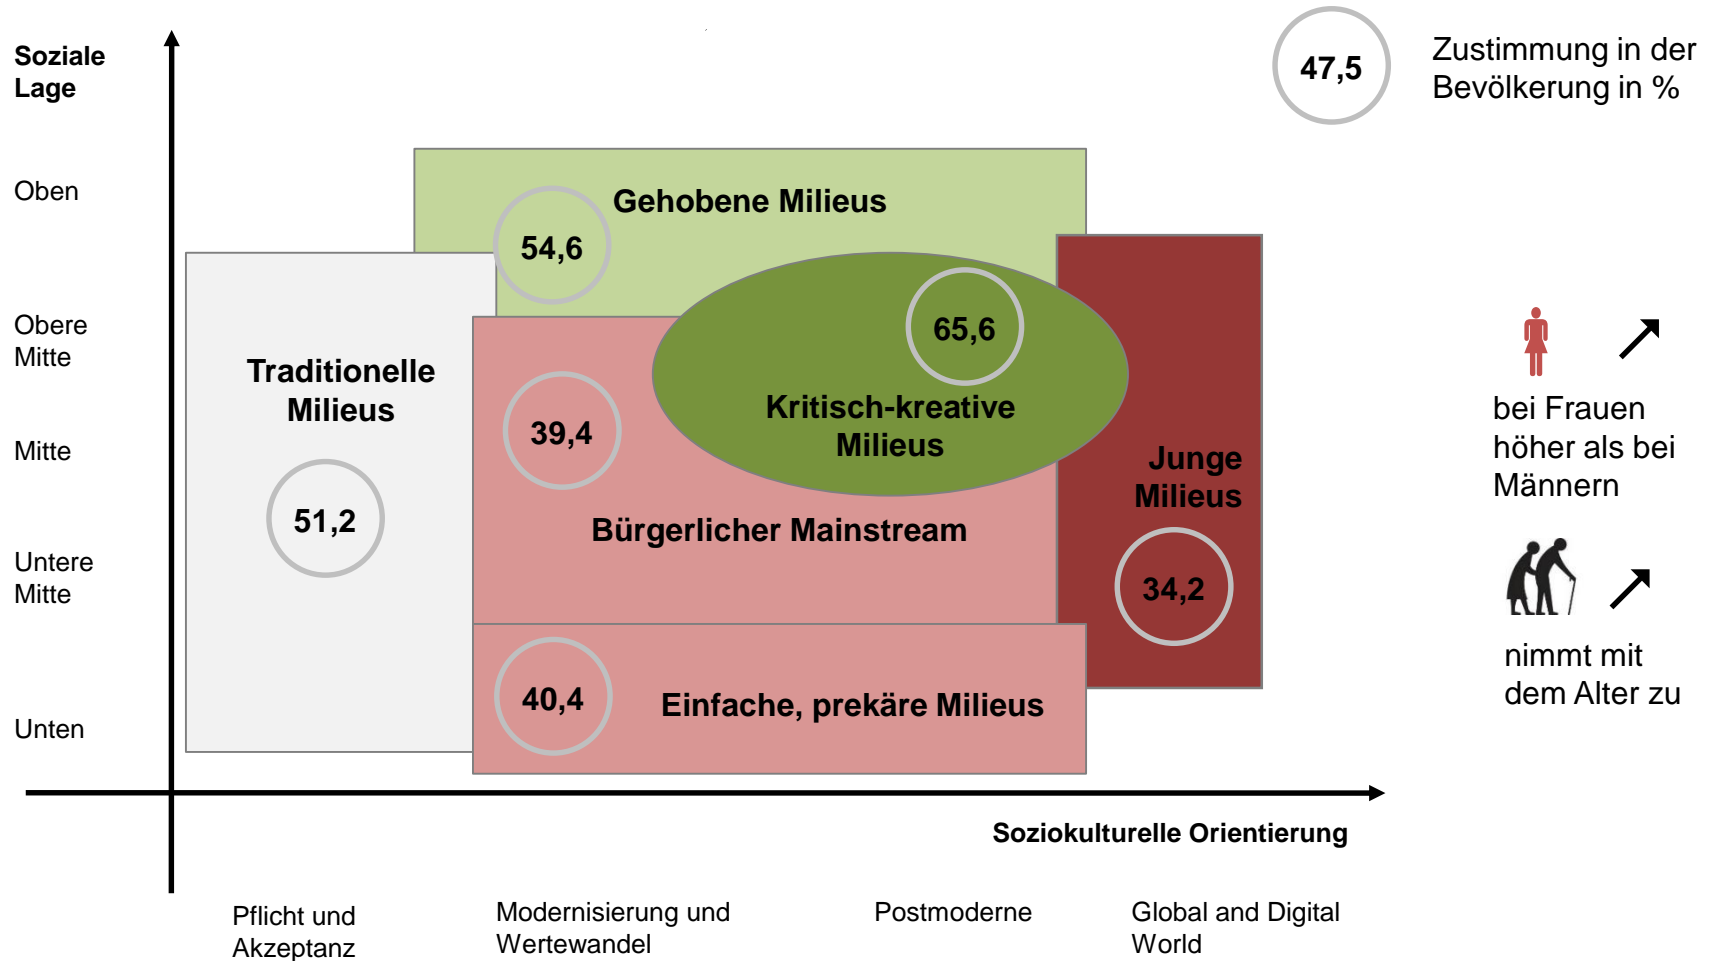 Soziale
Lage
47,5
Zustimmung in der
Bevölkerung in %
Oben
Gehobene Milieus
54,6
Obere
Mitte
65,6
Traditionelle
Milieus
39,4
Kritisch-kreative
Milieus
bei Frauen
höher als bei
Männern
Mitte
Junge
Milieus
51,2
Bürgerlicher Mainstream
Untere
Mitte
34,2
nimmt mit
dem Alter zu
40,4
Einfache, prekäre Milieus
Unten
Soziokulturelle Orientierung
Pflicht und
Akzeptanz
Modernisierung und
Wertewandel
Postmoderne
Global and Digital
World